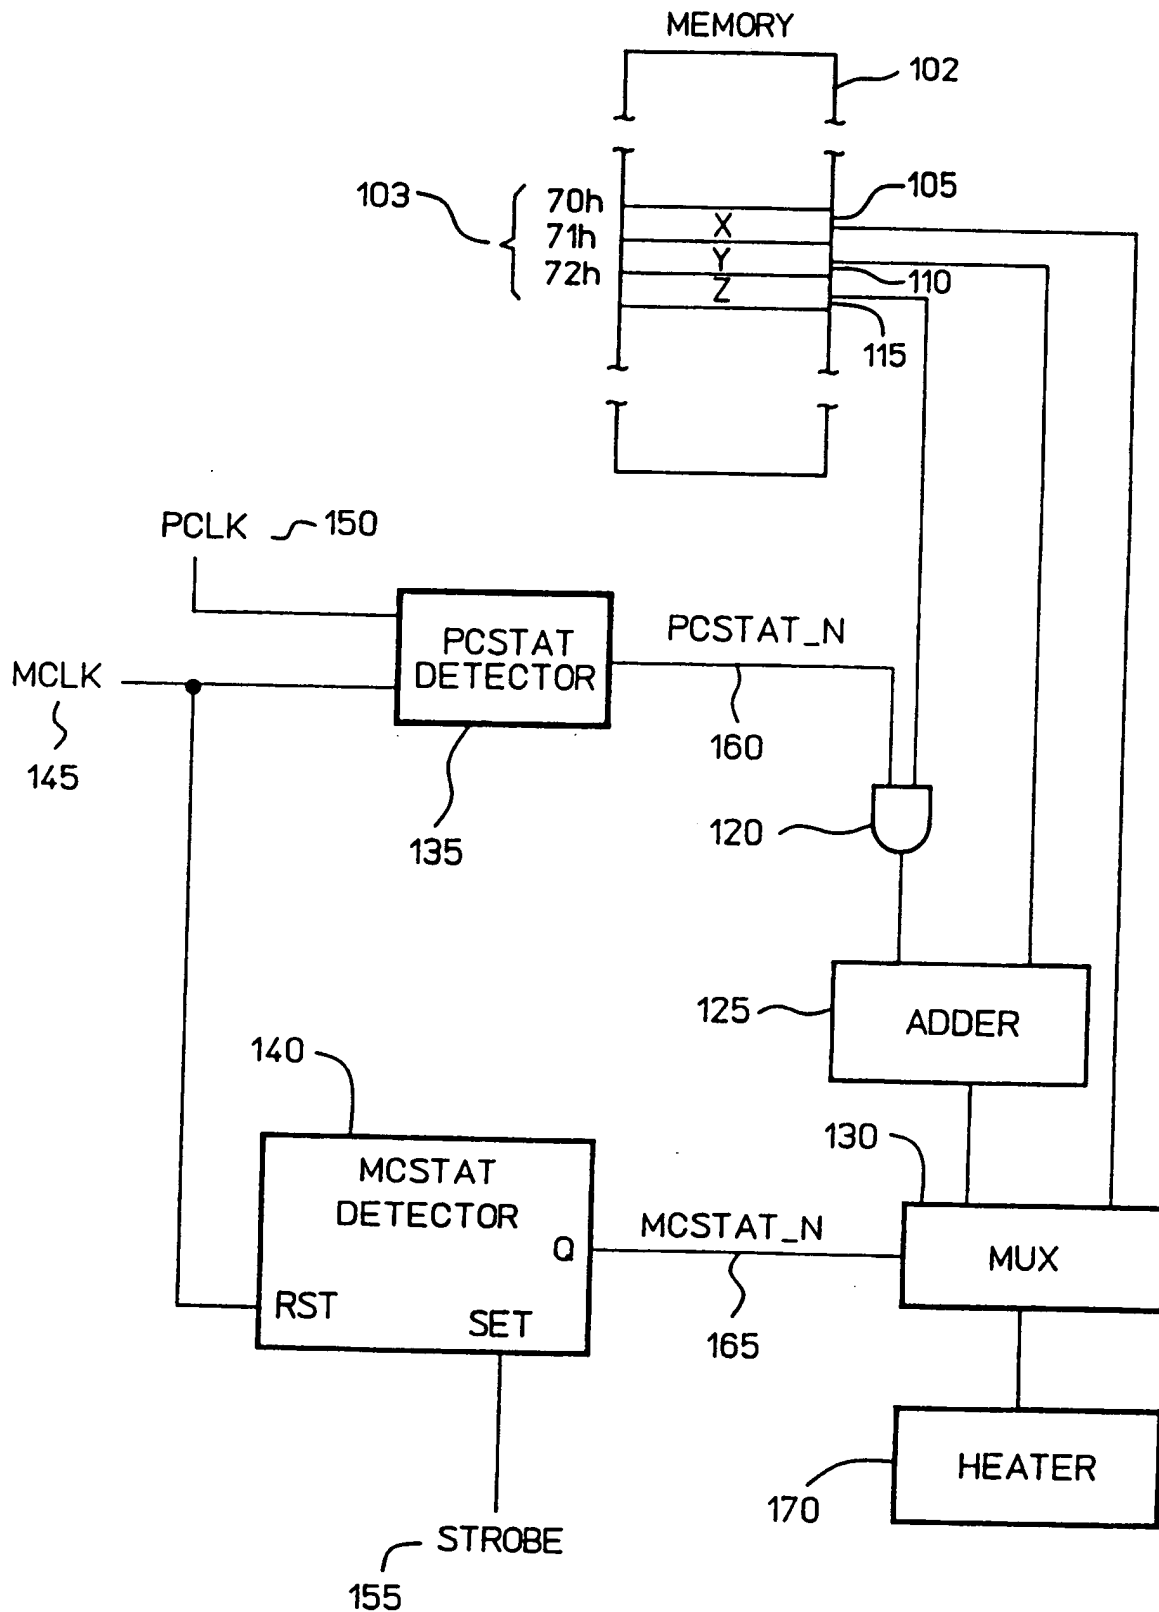 MEMORY
102
103
70h
71h
72h
X
Y
Z
105
110
115
PCLK
150
MCLK
145
PCSTAT
DETECTOR
135
PCSTAT_N
160
120
125
ADDER
140
MCSTAT
DETECTOR
Q
RST
SET
MCSTAT_N
165
130
MUX
HEATER
170
STROBE
155